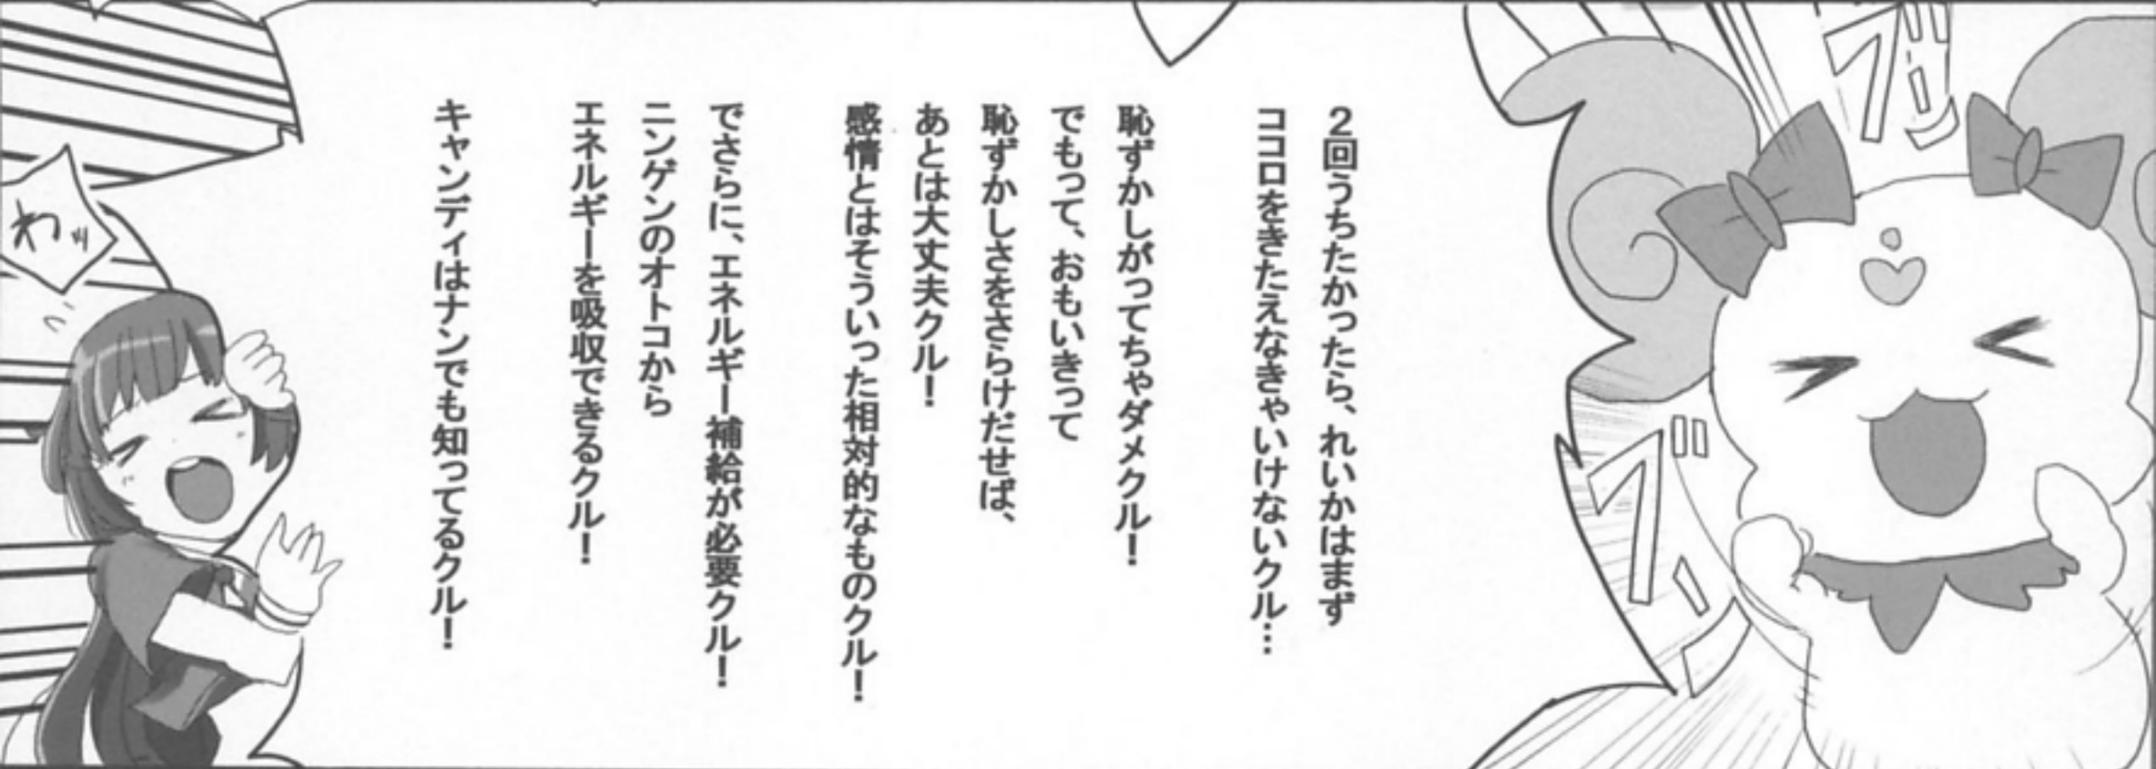 2回うちたかったら、れいかはまず
ココロをきたえなきゃいけないクル…
恥ずかしがってちゃダメクル！
でもって、おもいきって
恥ずかしさをさらけだせば、
あとは大丈夫クル！
感情とはそういった相対的なものクル！
でさらに、エネルギー補給が必要クル！
ニンゲンのオトコから
エネルギーを吸収できるクル！
キャンディはナンでも知ってるクル！
わッ